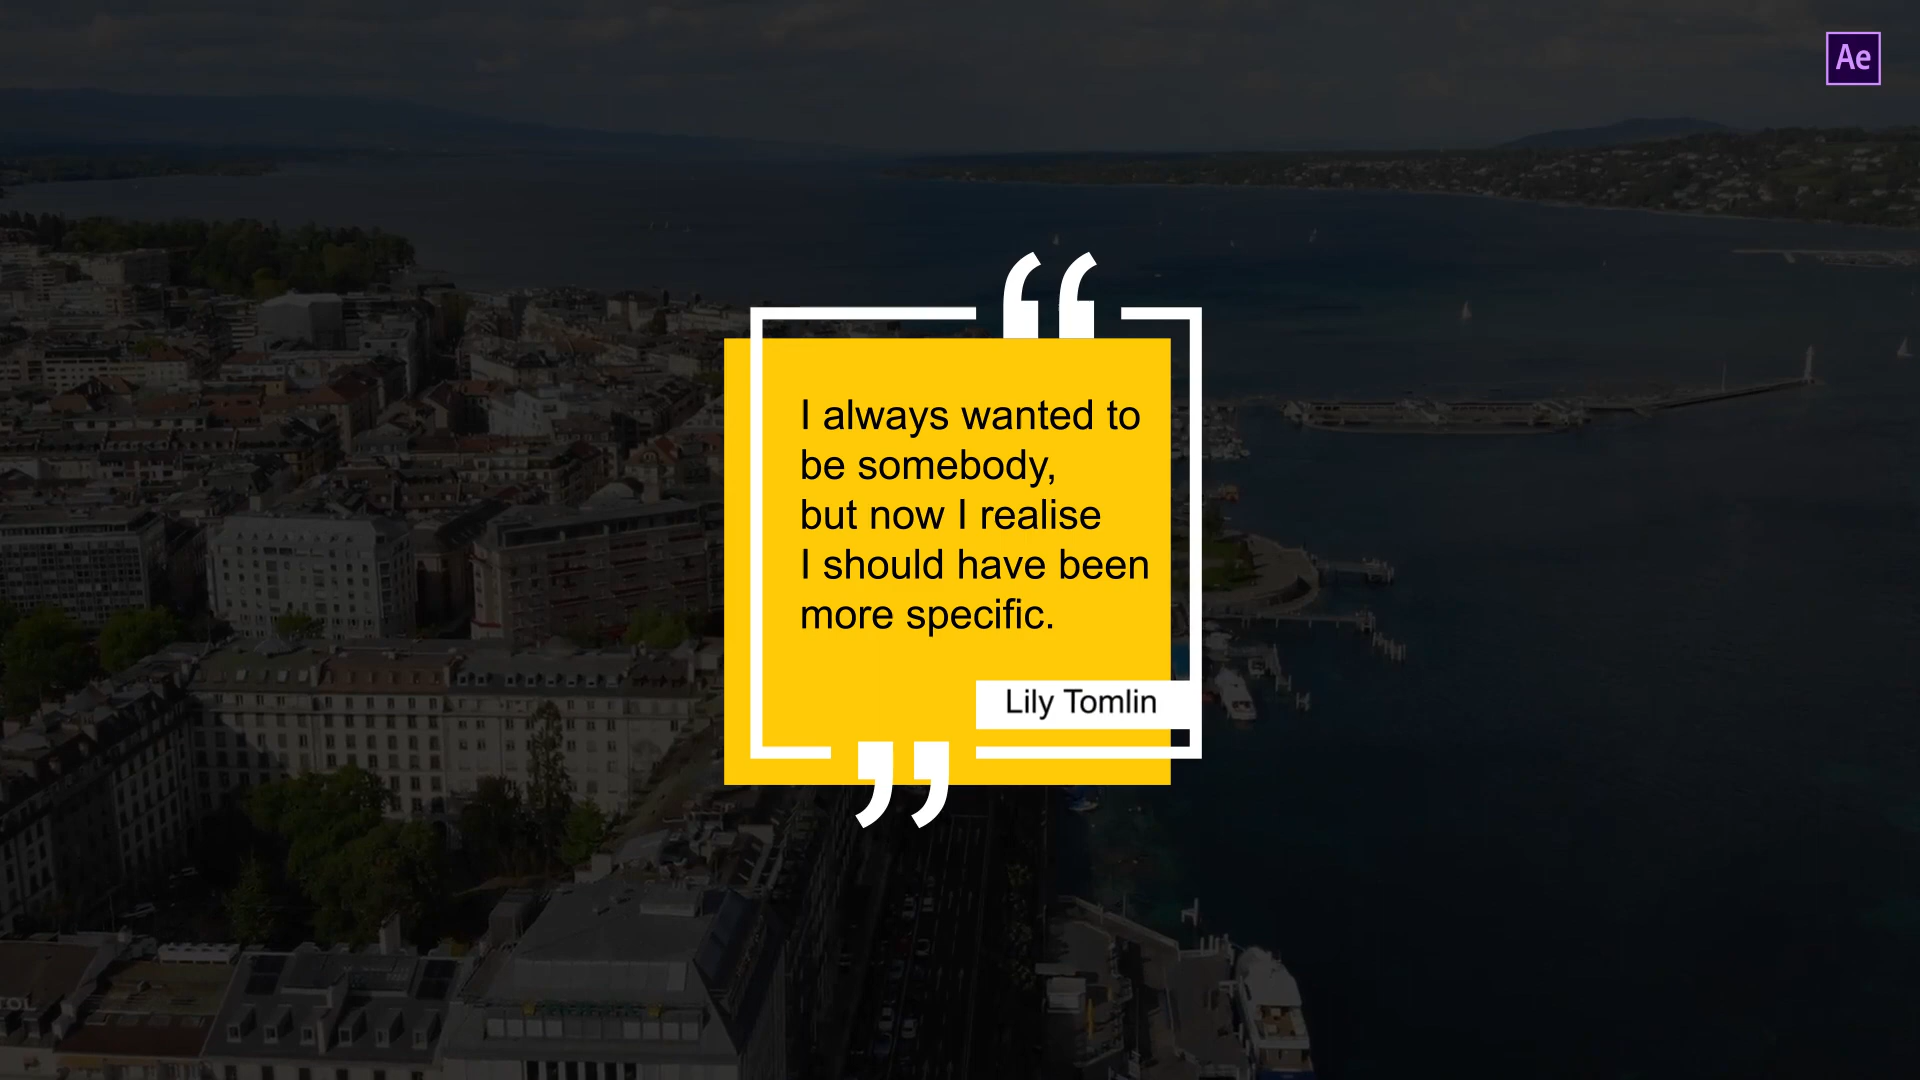 Ae
“
I always wanted to
be somebody,
but now I realise
I should have been
more specific.
Lily Tomlin
”